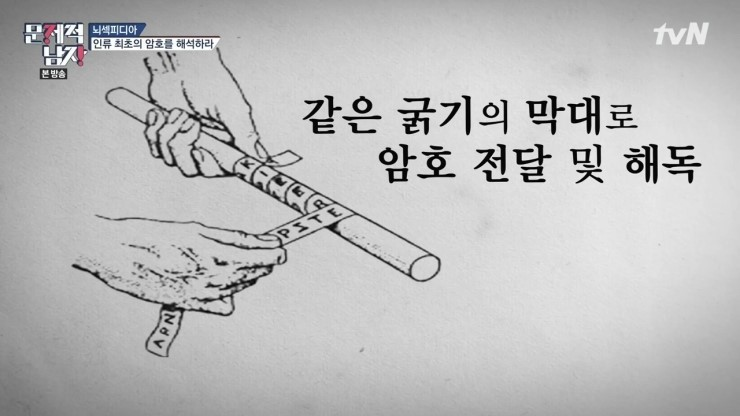 문제적
남자
본 방송
뇌섹피디아
인류 최초의 암호를 해석하라
tvN
같은 굵기의 막대로
암호 전달 및 해독